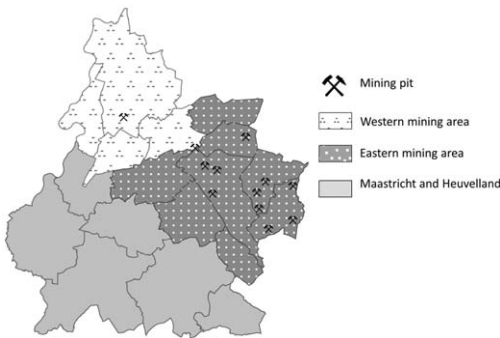 Mining pit
Western mining area
Eastern mining area
Maastricht and Heuvelland